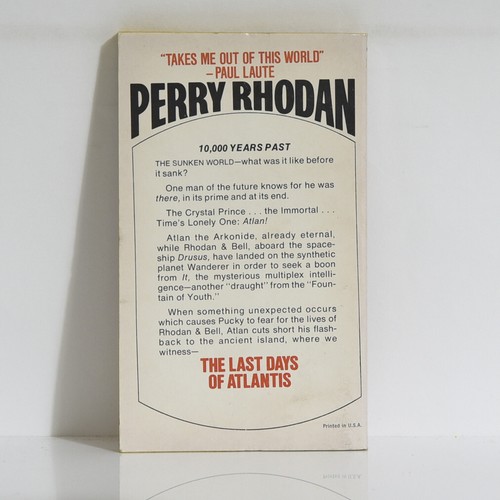 "TAKES ME OUT OF THIS WORLD"
–PAUL LAUTE
PERRY RHODAN
10,000 YEARS PAST
THE SUNKEN WORLD—what was it like before
it sank?
One man of the future knows for he was
there, in its prime and at its end.
The Crystal Prince . . . the Immortal . . .
Time's Lonely One: Atlan!
Atlan the Arkonide, already eternal,
while Rhodan & Bell, aboard the space-
ship Drusus, have landed on the synthetic
planet Wanderer in order to seek a boon
from It, the mysterious multiplex intelli-
gence—another "draught" from the "Foun-
tain of Youth."
When something unexpected occurs
which causes Pucky to fear for the lives of
Rhodan & Bell, Atlan cuts short his flash-
back to the ancient island, where we
witness—
THE LAST DAYS
OF ATLANTIS
Printed in U.S.A.